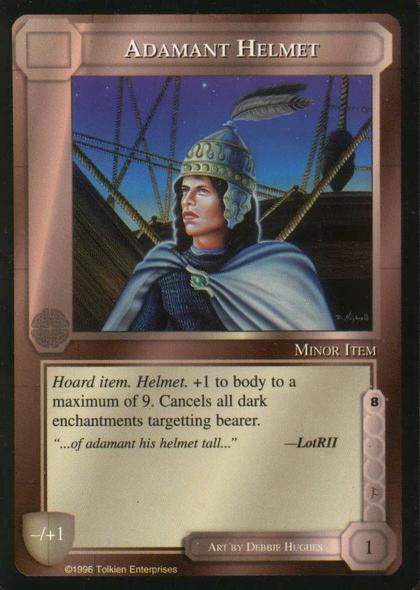 ADAMANT HELMET
MINOR ITEM
Hoard item. Helmet. +1 to body to a
maximum of 9. Cancels all dark
enchantments targetting bearer.
“...of adamant his helmet tall...” —LotRII
8
–/+1
ART BY DEBBIE HUGHES
1
©1996 Tolkien Enterprises